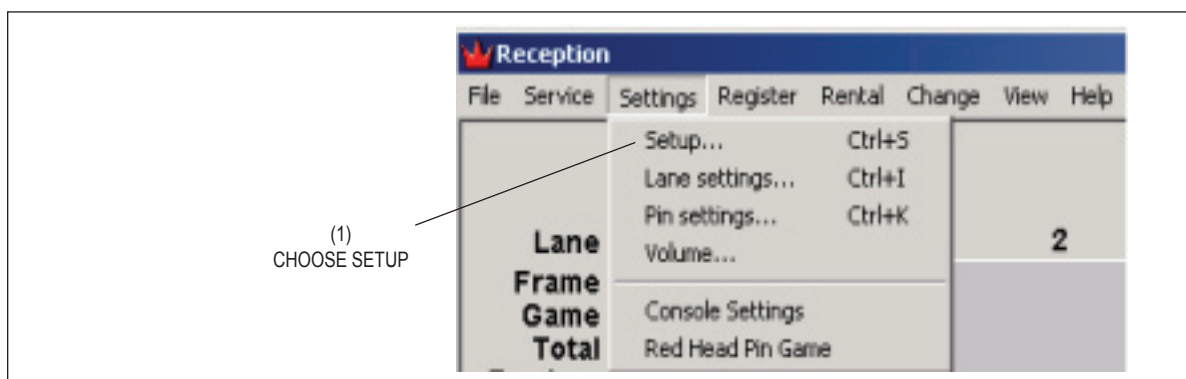 Reception
File Service Settings Register Rental Change View Help
Setup... Ctrl+S
Lane settings... Ctrl+I
Pin settings... Ctrl+K
(1)
CHOOSE SETUP
Lane Volume... 2
Frame
Game Console Settings
Total Red Head Pin Game